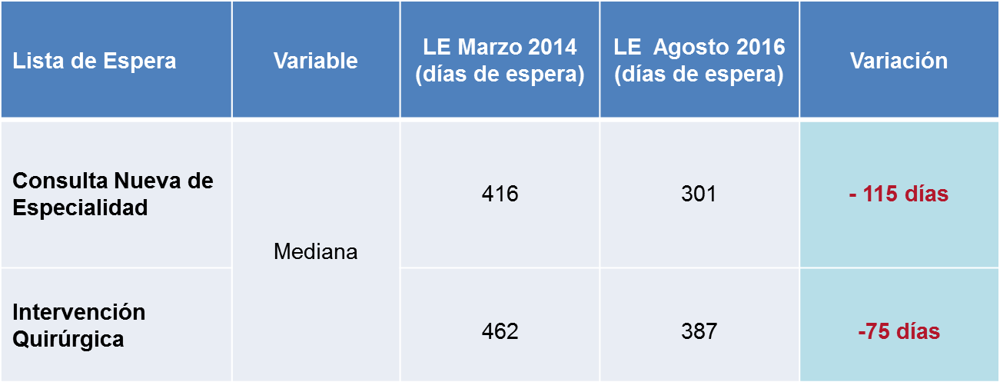 Lista de Espera
Variable
LE Marzo 2014
(días de espera)
LE Agosto 2016
(días de espera)
Variación
Consulta Nueva de
Especialidad
Mediana
416
301
- 115 días
Intervención
Quirúrgica
462
387
-75 días